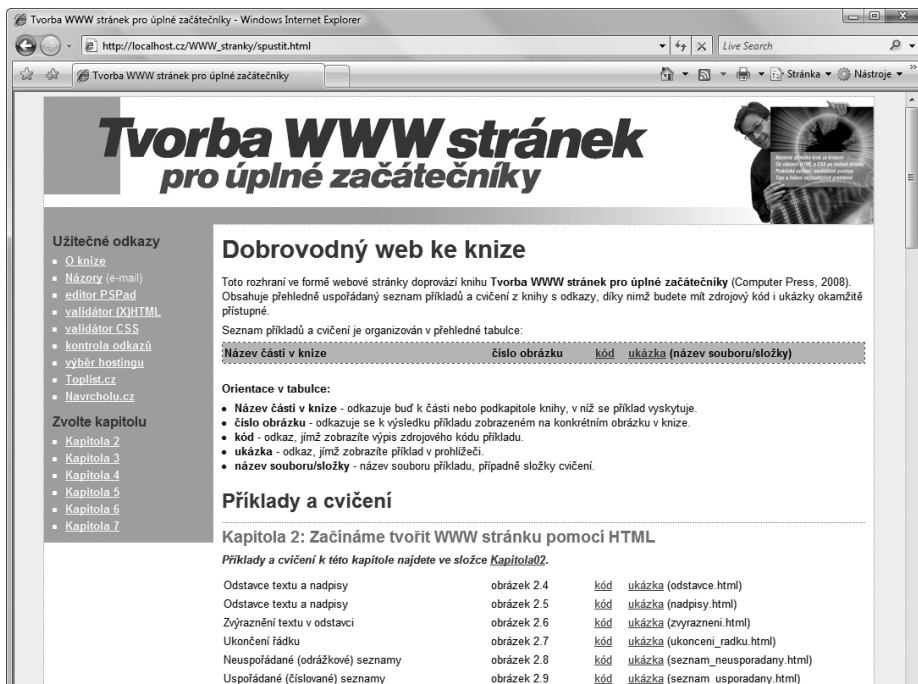 Tvorba WWW stránek pro úplné začátečníky - Windows Internet Explorer
http://localhost.cz/WWW_stranky/spustit.html
Live Search
Tvorba WWW stránek pro úplné začátečníky
Stránka
Nástroje
Tvorba WWW stránek
pro úplné začátečníky
Užitečné odkazy
O knize
Názory (e-mail)
editor PSPad
validátor (X)HTML
validátor CSS
kontrola odkazů
výběr hostingu
Toplist.cz
Navrcholu.cz
Zvolte kapitolu
Kapitola 2
Kapitola 3
Kapitola 4
Kapitola 5
Kapitola 6
Kapitola 7
Dobrovodný web ke knize
Toto rozhraní ve formě webové stránky doprovází knihu Tvorba WWW stránek pro úplné začátečníky (Computer Press, 2008).
Obsahuje přehledně uspořádaný seznam příkladů a cvičení z knihy s odkazy, díky nimž budete mít zdrojový kód i ukázky okamžitě
přístupné.
Seznam příkladů a cvičení je organizován v přehledné tabulce:
Název části v knize číslo obrázku kód ukázka (název souboru/složky)
Orientace v tabulce:
• Název části v knize - odkazuje buď k části nebo podkapitole knihy, v níž se příklad vyskytuje.
• číslo obrázku - odkazuje se k výsledku příkladu zobrazeném na konkrétním obrázku v knize.
• kód - odkaz, jímž zobrazíte výpis zdrojového kódu příkladu.
• ukázka - odkaz, jímž zobrazíte příklad v prohlížeči.
• název souboru/složky - název souboru příkladu, případně složky cvičení.
Příklady a cvičení
Kapitola 2: Začínáme tvořit WWW stránku pomocí HTML
Příklady a cvičení k této kapitole najdete ve složce Kapitola02.
Odstavce textu a nadpisy obrázek 2.4 kód ukázka (odstavce.html)
Odstavce textu a nadpisy obrázek 2.5 kód ukázka (nadpisy.html)
Zvýraznění textu v odstavci obrázek 2.6 kód ukázka (zvyrazneni.html)
Ukončení řádku obrázek 2.7 kód ukázka (ukonceni_radku.html)
Neuspořádané (odrážkové) seznamy obrázek 2.8 kód ukázka (seznam_neusporadany.html)
Uspořádané (číslované) seznamy obrázek 2.9 kód ukázka (seznam_usporadany.html)